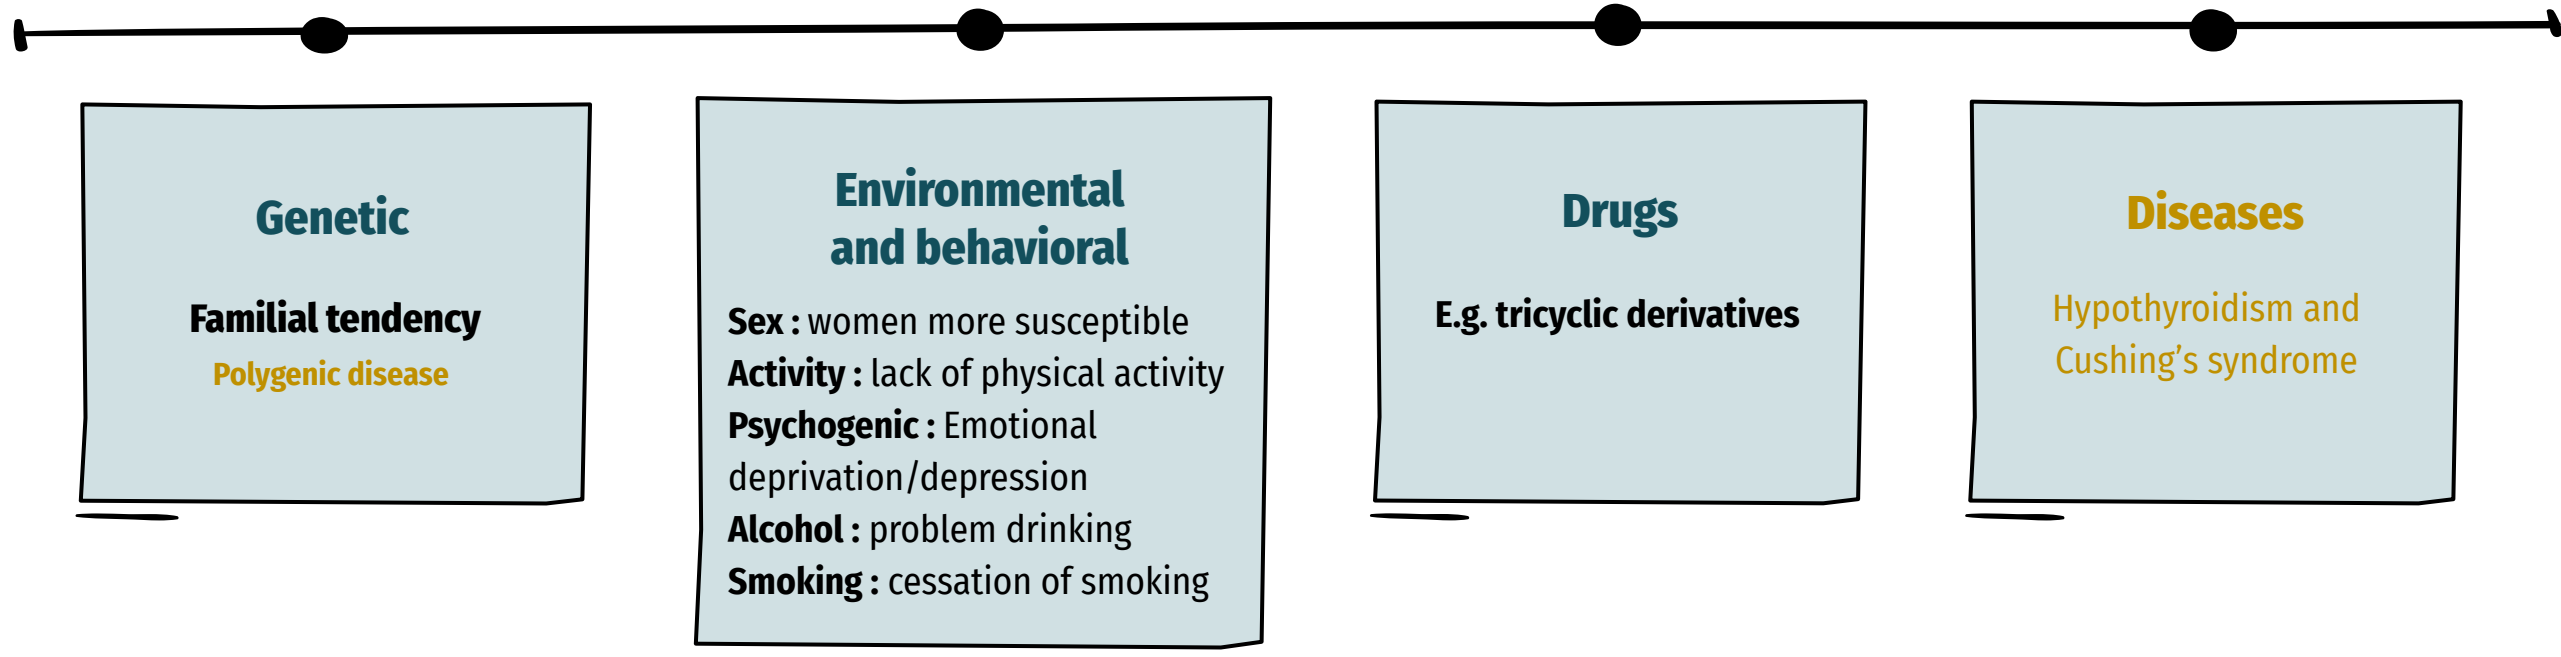 Genetic
Familial tendency
Polygenic disease
Environmental
and behavioral
Sex : women more susceptible
Activity : lack of physical activity
Psychogenic : Emotional
deprivation/depression
Alcohol : problem drinking
Smoking : cessation of smoking
Drugs
E.g. tricyclic derivatives
Diseases
Hypothyroidism and
Cushing’s syndrome